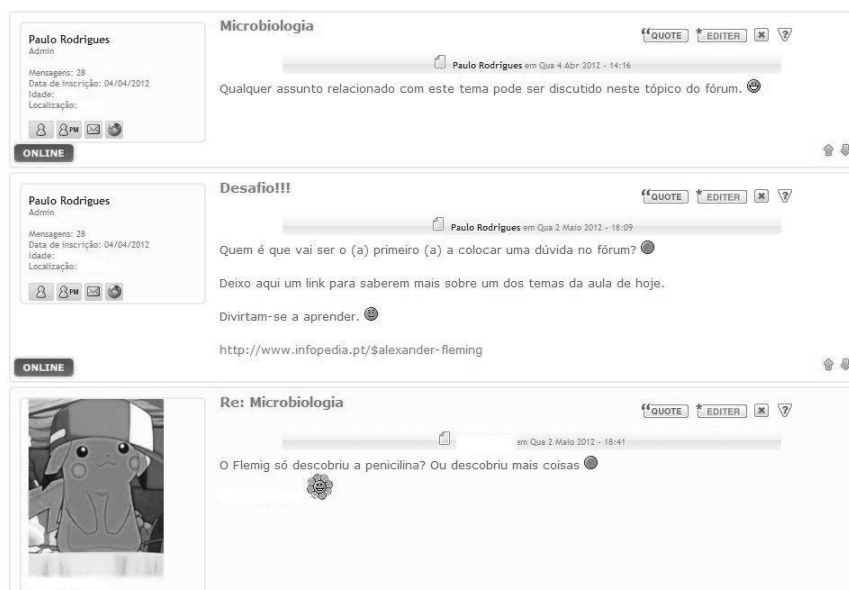 Paulo Rodrigues
Admin
Mensagens: 28
Data de inscrição: 04/04/2012
Idade:
Localização:
PM
ONLINE
Microbiologia
QUOTE
EDITER
Paulo Rodrigues em Qua 4 Abr 2012 - 14:16
Qualquer assunto relacionado com este tema pode ser discutido neste tópico do fórum.
Paulo Rodrigues
Admin
Mensagens: 28
Data de inscrição: 04/04/2012
Idade:
Localização:
PM
ONLINE
Desafio!!!
QUOTE
EDITER
Paulo Rodrigues em Qua 2 Maio 2012 - 18:09
Quem é que vai ser o (a) primeiro (a) a colocar uma dúvida no fórum?
Deixo aqui um link para saberem mais sobre um dos temas da aula de hoje.
Divirtam-se a aprender.
http://www.infopedia.pt/$alexander-fleming
Re: Microbiologia
QUOTE
EDITER
em Qua 2 Maio 2012 - 18:41
O Flemig só descobriu a penicilina? Ou descobriu mais coisas